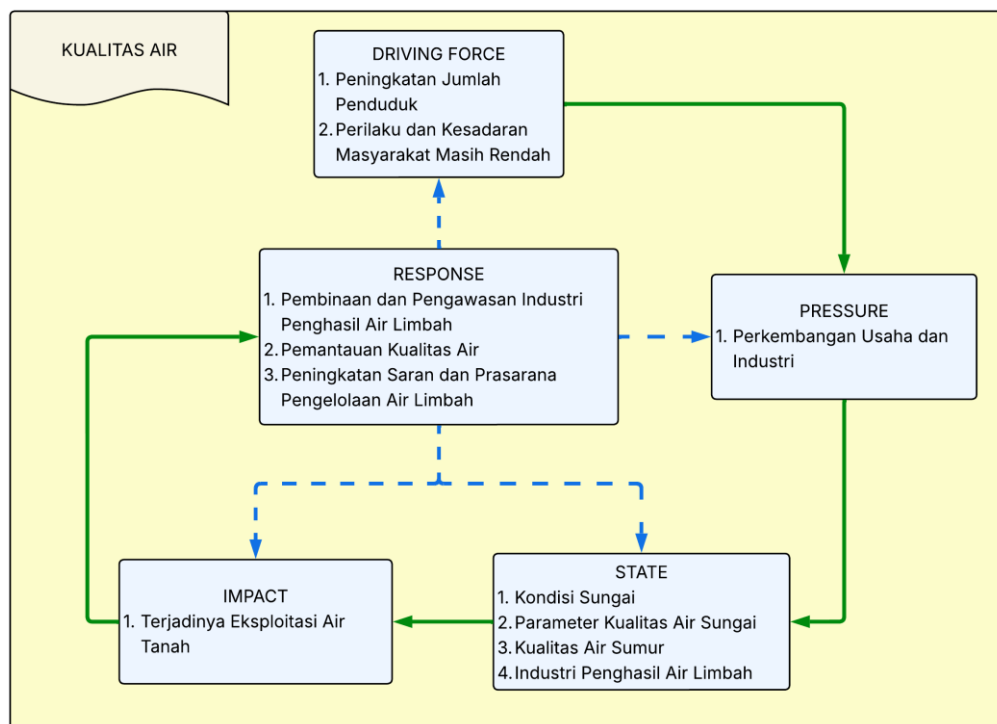 KUALITAS AIR
DRIVING FORCE
1. Peningkatan Jumlah
Penduduk
2. Perilaku dan Kesadaran
Masyarakat Masih Rendah
RESPONSE
1. Pembinaan dan Pengawasan Industri
Penghasil Air Limbah
2. Pemantauan Kualitas Air
3. Peningkatan Saran dan Prasarana
Pengelolaan Air Limbah
PRESSURE
1. Perkembangan Usaha dan
Industri
IMPACT
1. Terjadinya Eksploitasi Air
Tanah
STATE
1. Kondisi Sungai
2. Parameter Kualitas Air Sungai
3. Kualitas Air Sumur
4. Industri Penghasil Air Limbah